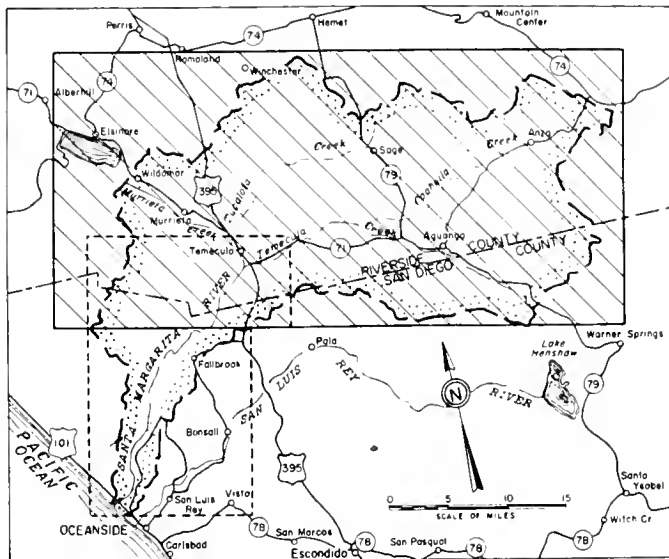 Perris
74
Hemet
Mountain
Center
Romoland
Winchester
74
74
71
Alberhill
Elsinore
Creek
Sage
Creek
Anza
79
Wildomar
395
Tucalota
Coahuila
Murrieta
Murrieta
Creek
Temecula
Temecula
Creek
71
Aguanga
RIVERSIDE COUNTY
SAN DIEGO COUNTY
SANTA MARGARITA RIVER
Warner Springs
Lake
Henshaw
Fallbrook
Pala
SAN LUIS REY RIVER
79
N
Bonsall
PACIFIC
OCEAN
101
395
Santa
Ysabel
0 5 10 15
SCALE OF MILES
San Luis
Rey
Vista
Witch Cr
OCEANSIDE
78
San Marcos
78
San Pasqual
78
Carlsbad
Escondido